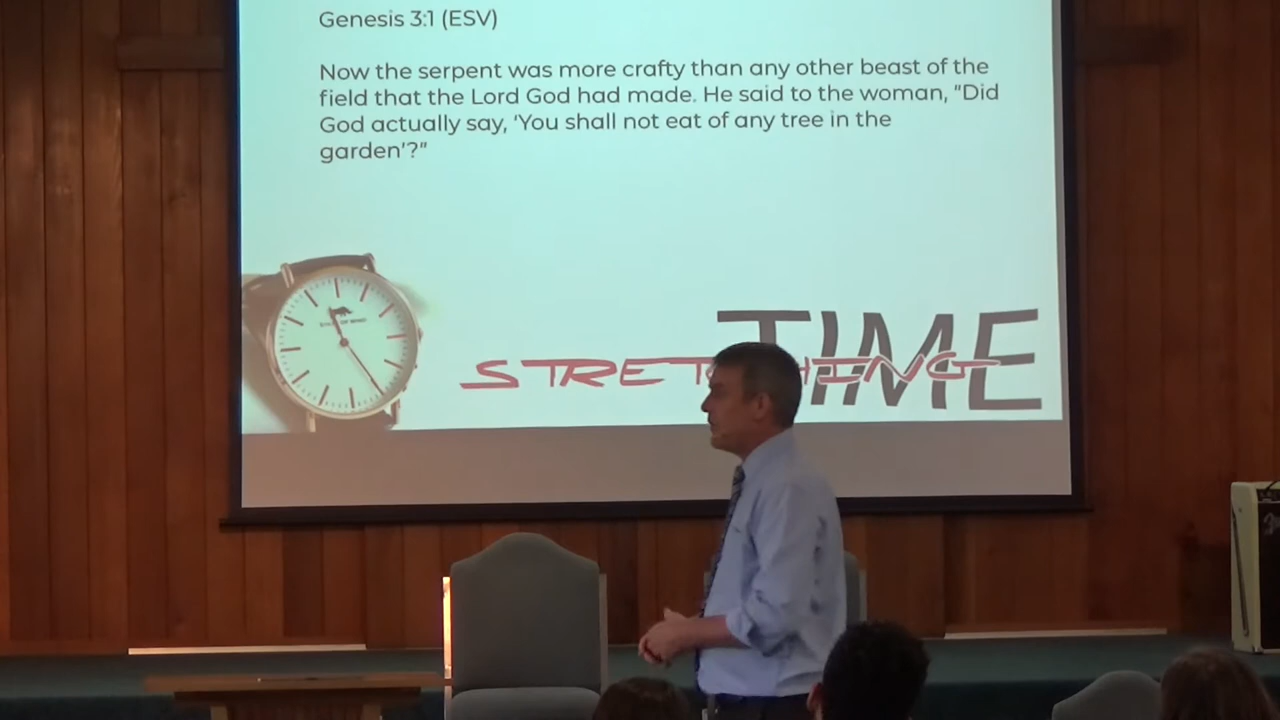 Genesis 3:1 (ESV)
Now the serpent was more crafty than any other beast of the
field that the Lord God had made. He said to the woman, "Did
God actually say, ‘You shall not eat of any tree in the
garden’?"
TIME